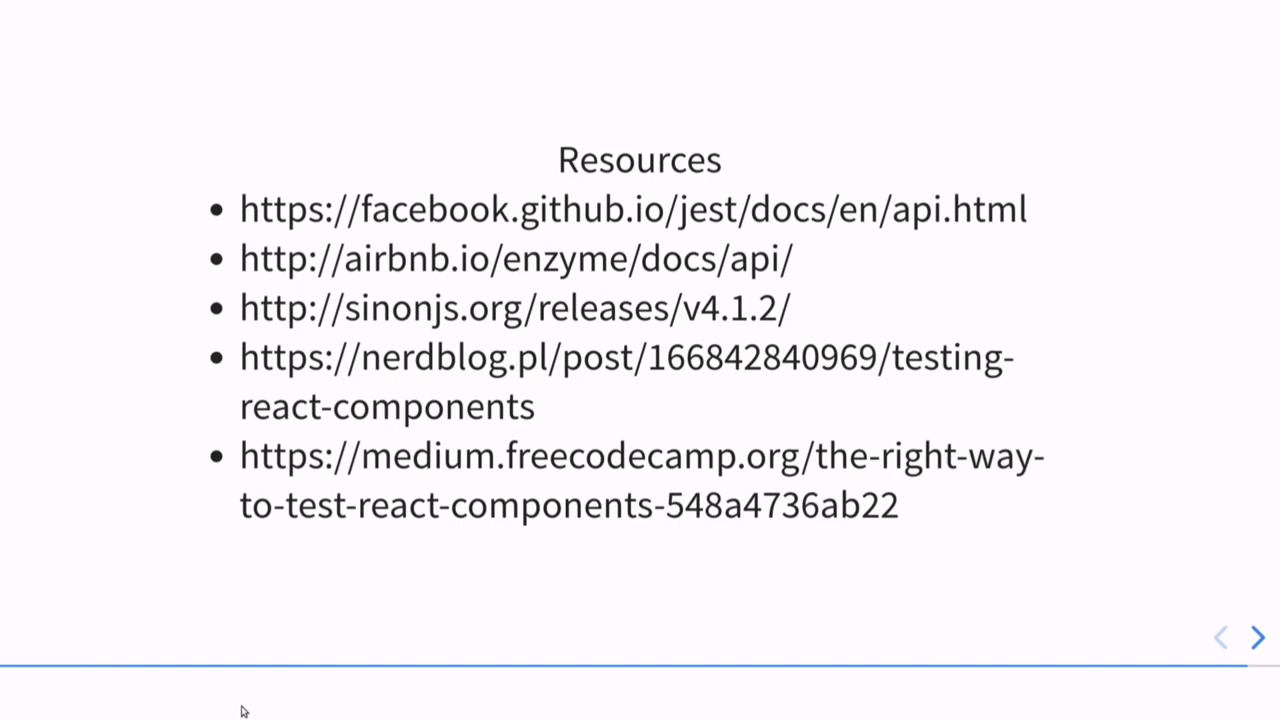 Resources
https://facebook.github.io/jest/docs/en/api.html
http://airbnb.io/enzyme/docs/api/
http://sinonjs.org/releases/v4.1.2/
https://nerdblog.pl/post/166842840969/testing-
react-components
https://medium.freecodecamp.org/the-right-way-
to-test-react-components-548a4736ab22